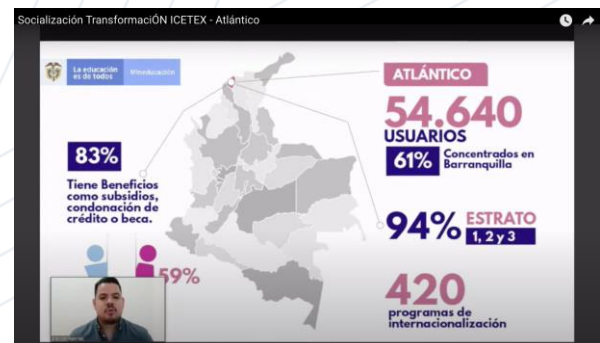 Socialización TransformaciÓN ICETEX - Atlántico
La educación
es de todos
Mineducación
ATLÁNTICO
54.640
USUARIOS
61% Concentrados en
Barranquilla
83%
Tiene Beneficios
como subsidios,
condonación de
crédito o beca.
94% ESTRATO
1, 2 y 3
59%
420
programas de
internacionalización